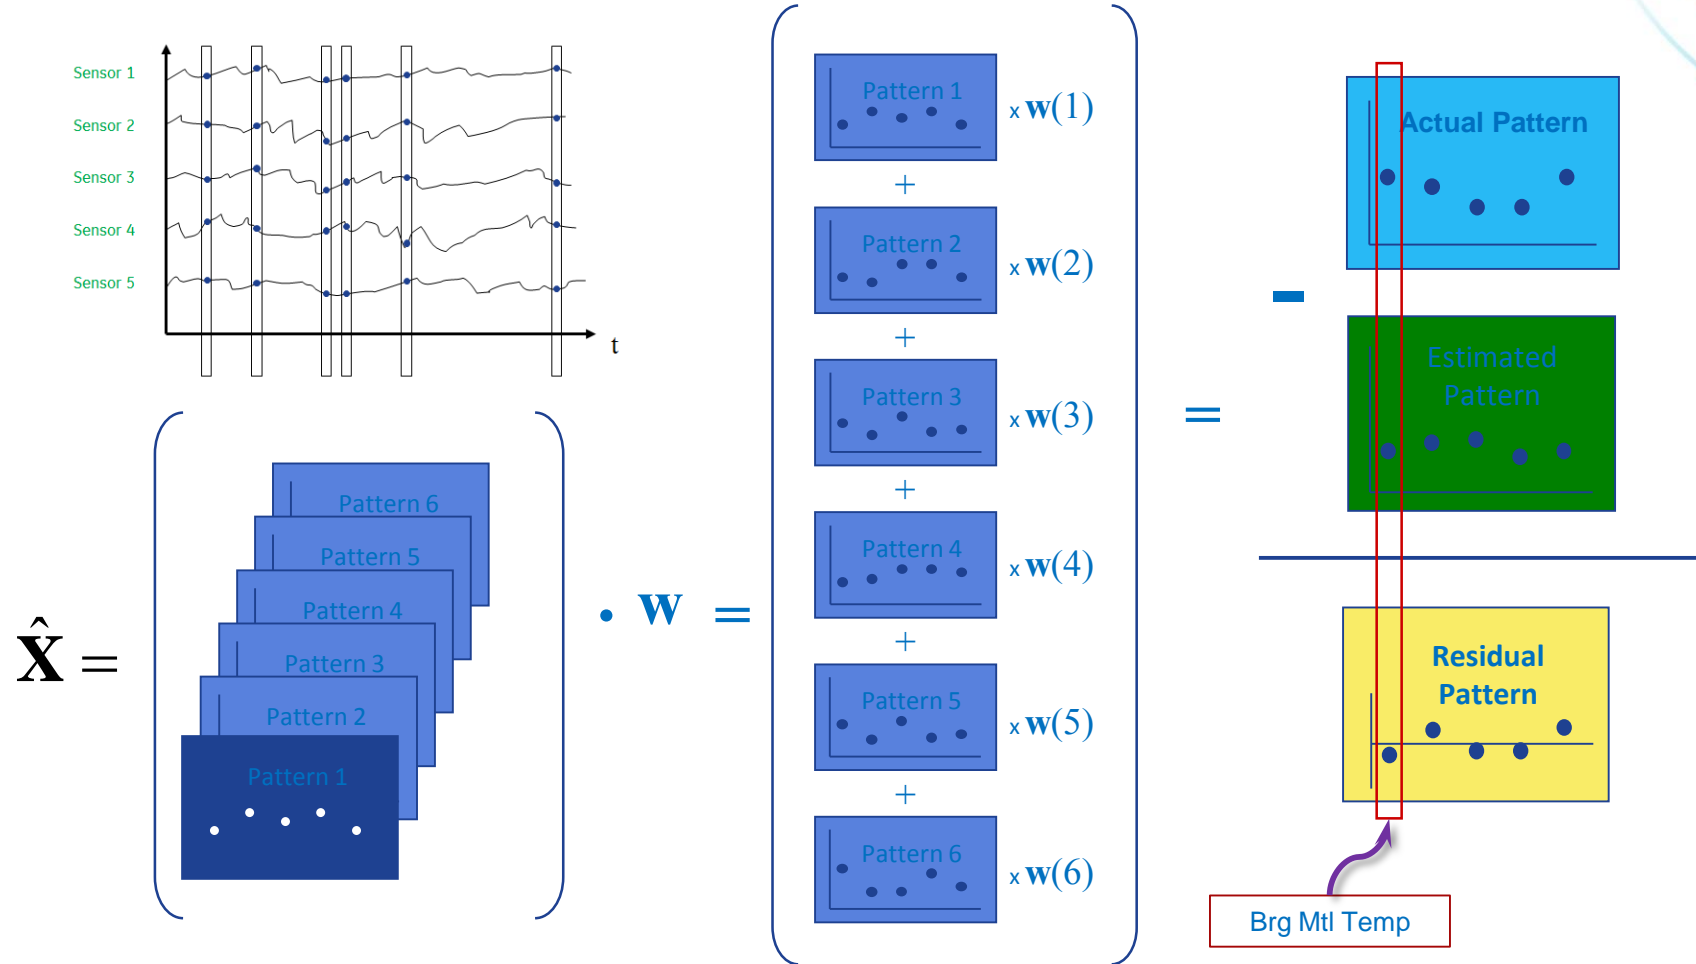 Sensor 1
Sensor 2
Sensor 3
Sensor 4
Sensor 5
t
X̂ =
Pattern 6
Pattern 5
Pattern 4
Pattern 3
Pattern 2
Pattern 1
· w =
Pattern 1
x w(1)
+
Pattern 2
x w(2)
+
Pattern 3
x w(3)
+
Pattern 4
x w(4)
+
Pattern 5
x w(5)
+
Pattern 6
x w(6)
=
Actual Pattern
-
Estimated
Pattern
Residual
Pattern
Brg Mtl Temp